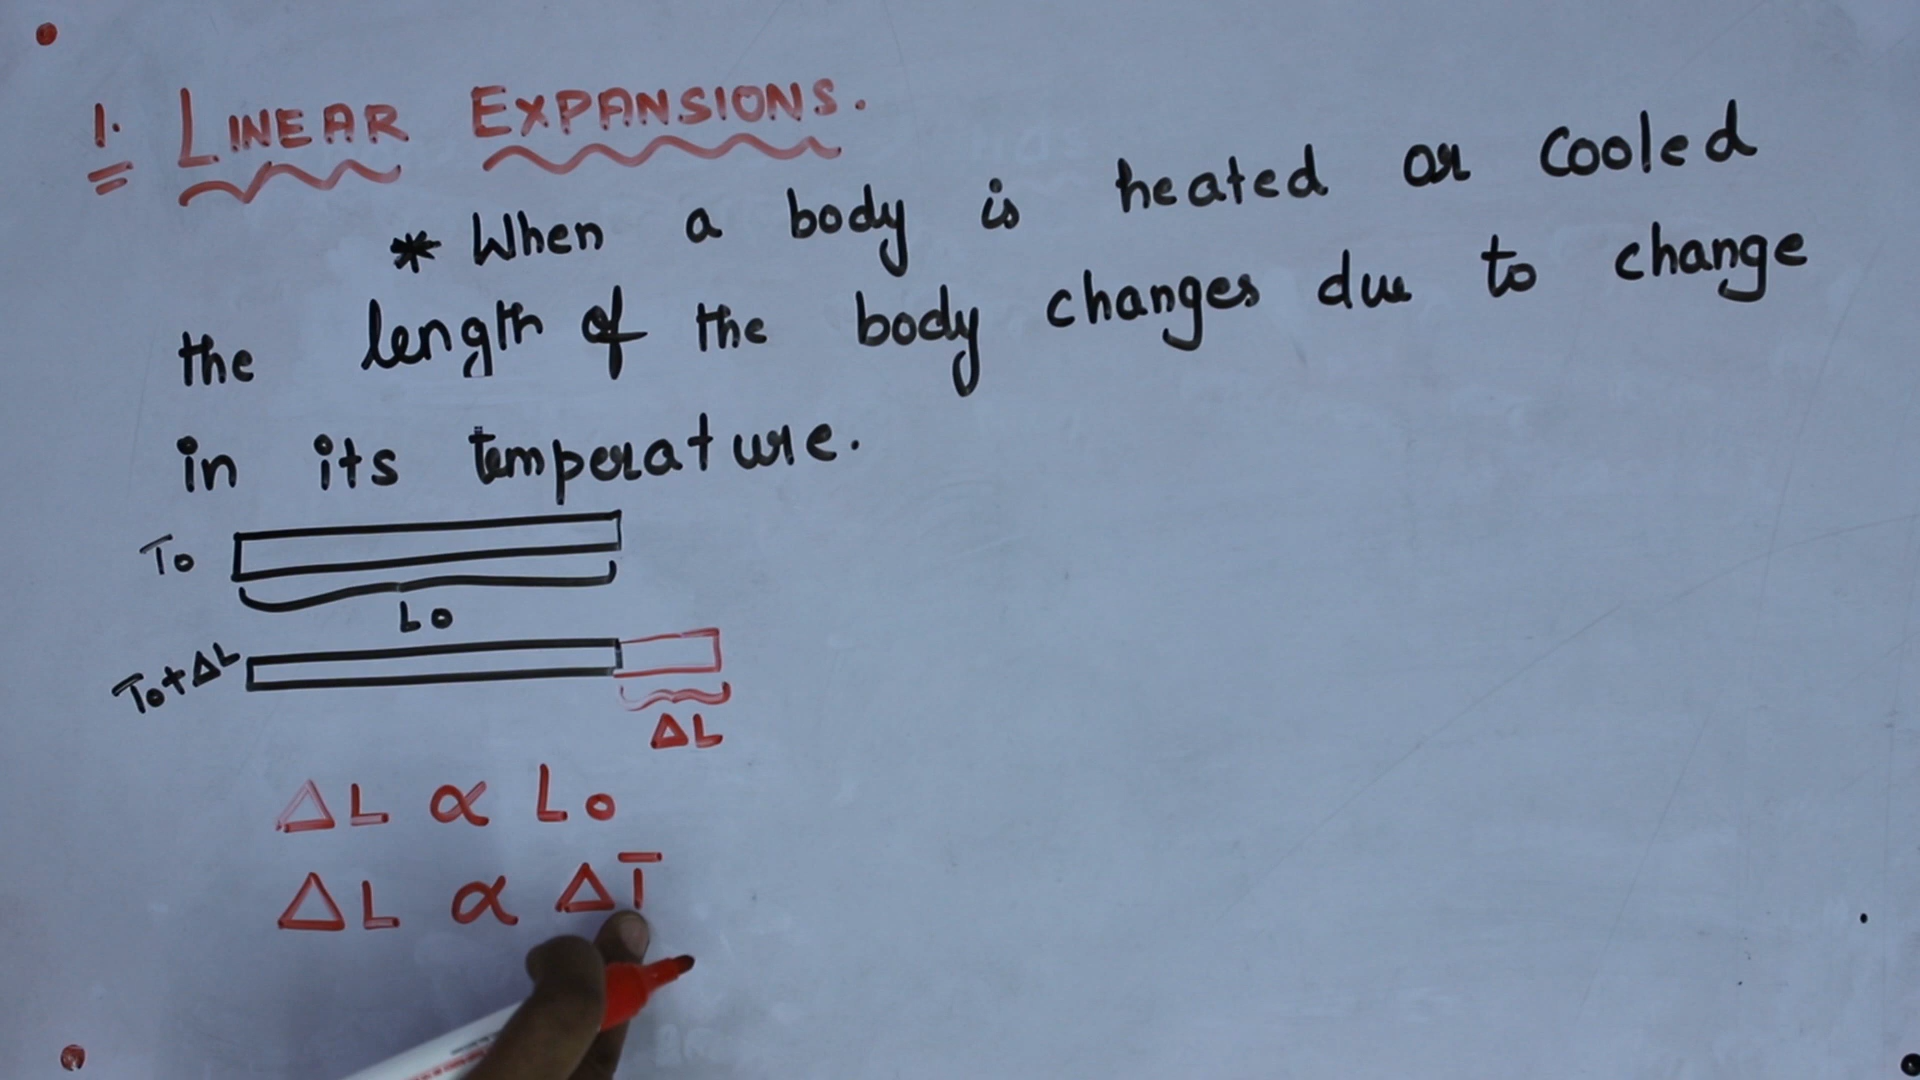 1. LINEAR EXPANSIONS.
* When a body is heated or cooled
the length of the body changes due to change
in its temperature.
To
Lo
To+ΔL
ΔL
ΔL ∝ Lo
ΔL ∝ ΔT